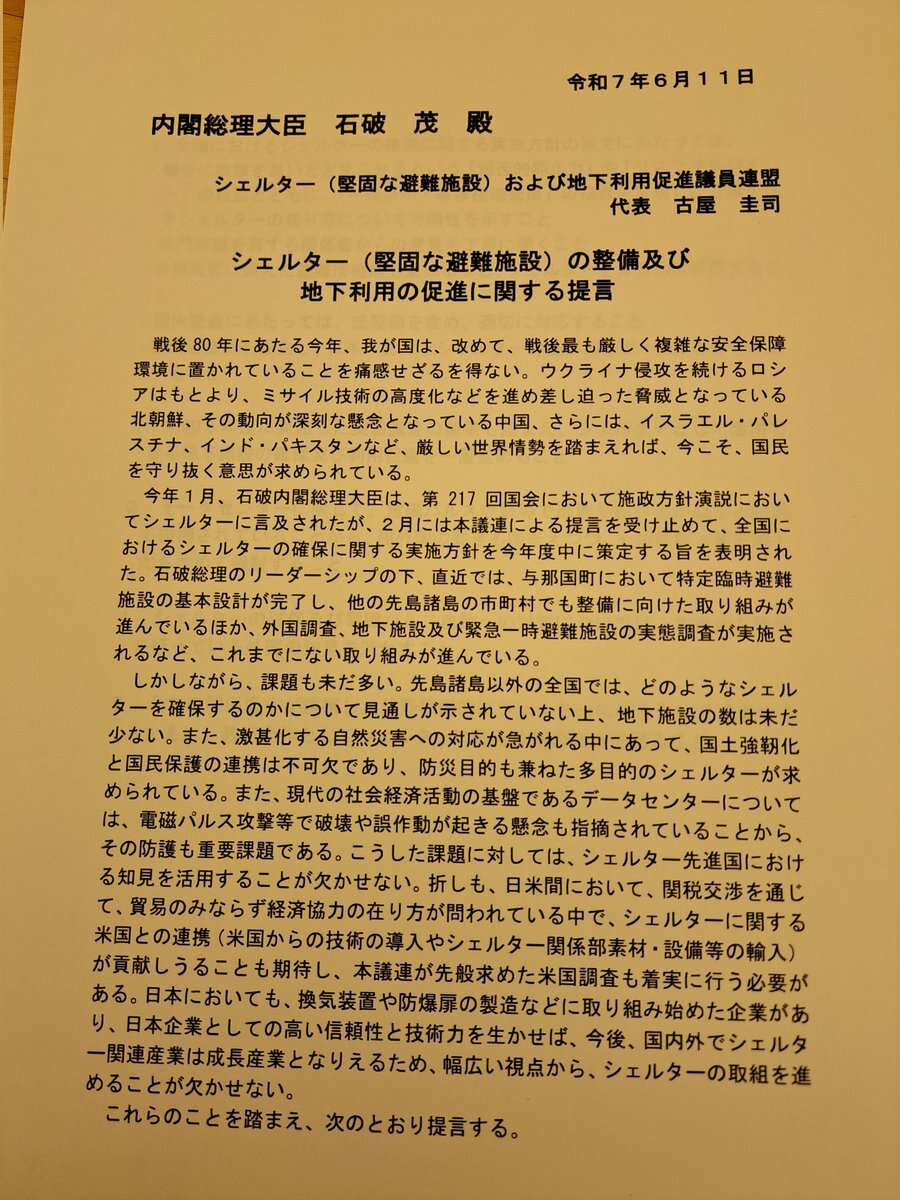 令和７年６月１１日
内閣総理大臣　石破　茂　殿
シェルター（堅固な避難施設）および地下利用促進議員連盟
代表　古屋　圭司
シェルター（堅固な避難施設）の整備及び
地下利用の促進に関する提言
戦後80年にあたる今年、我が国は、改めて、戦後最も厳しく複雑な安全保障
環境に置かれていることを痛感せざるを得ない。ウクライナ侵攻を続けるロシ
アはもとより、ミサイル技術の高度化などを進め差し迫った脅威となっている
北朝鮮、その動向が深刻な懸念となっている中国、さらには、イスラエル・パレ
スチナ、インド・パキスタンなど、厳しい世界情勢を踏まえれば、今こそ、国民
を守り抜く意思が求められている。
今年１月、石破内閣総理大臣は、第217回国会において施政方針演説におい
てシェルターに言及されたが、２月には本議連による提言を受け止めて、全国に
おけるシェルターの確保に関する実施方針を今年度中に策定する旨を表明され
た。石破総理のリーダーシップの下、直近では、与那国町において特定臨時避難
施設の基本設計が完了し、他の先島諸島の市町村でも整備に向けた取り組みが
進んでいるほか、外国調査、地下施設及び緊急一時避難施設の実態調査が実施さ
れるなど、これまでにない取り組みが進んでいる。
しかしながら、課題も未だ多い。先島諸島以外の全国では、どのようなシェル
ターを確保するのかについて見通しが示されていない上、地下施設の数は未だ
少ない。また、激甚化する自然災害への対応が急がれる中にあって、国土強靭化
と国民保護の連携は不可欠であり、防災目的も兼ねた多目的のシェルターが求
められている。また、現代の社会経済活動の基盤であるデータセンターについて
は、電磁パルス攻撃等で破壊や誤作動が起きる懸念も指摘されていることから、
その防護も重要課題である。こうした課題に対しては、シェルター先進国におけ
る知見を活用することが欠かせない。折しも、日米間において、関税交渉を通じ
て、貿易のみならず経済協力の在り方が問われている中で、シェルターに関する
米国との連携（米国からの技術の導入やシェルター関係部素材・設備等の輸入）
が貢献しうることも期待し、本議連が先般求めた米国調査も着実に行う必要が
ある。日本においても、換気装置や防爆扉の製造などに取り組み始めた企業があ
り、日本企業としての高い信頼性と技術力を生かせば、今後、国内外でシェルタ
ー関連産業は成長産業となりえるため、幅広い視点から、シェルターの取組を進
めることが欠かせない。
これらのことを踏まえ、次のとおり提言する。